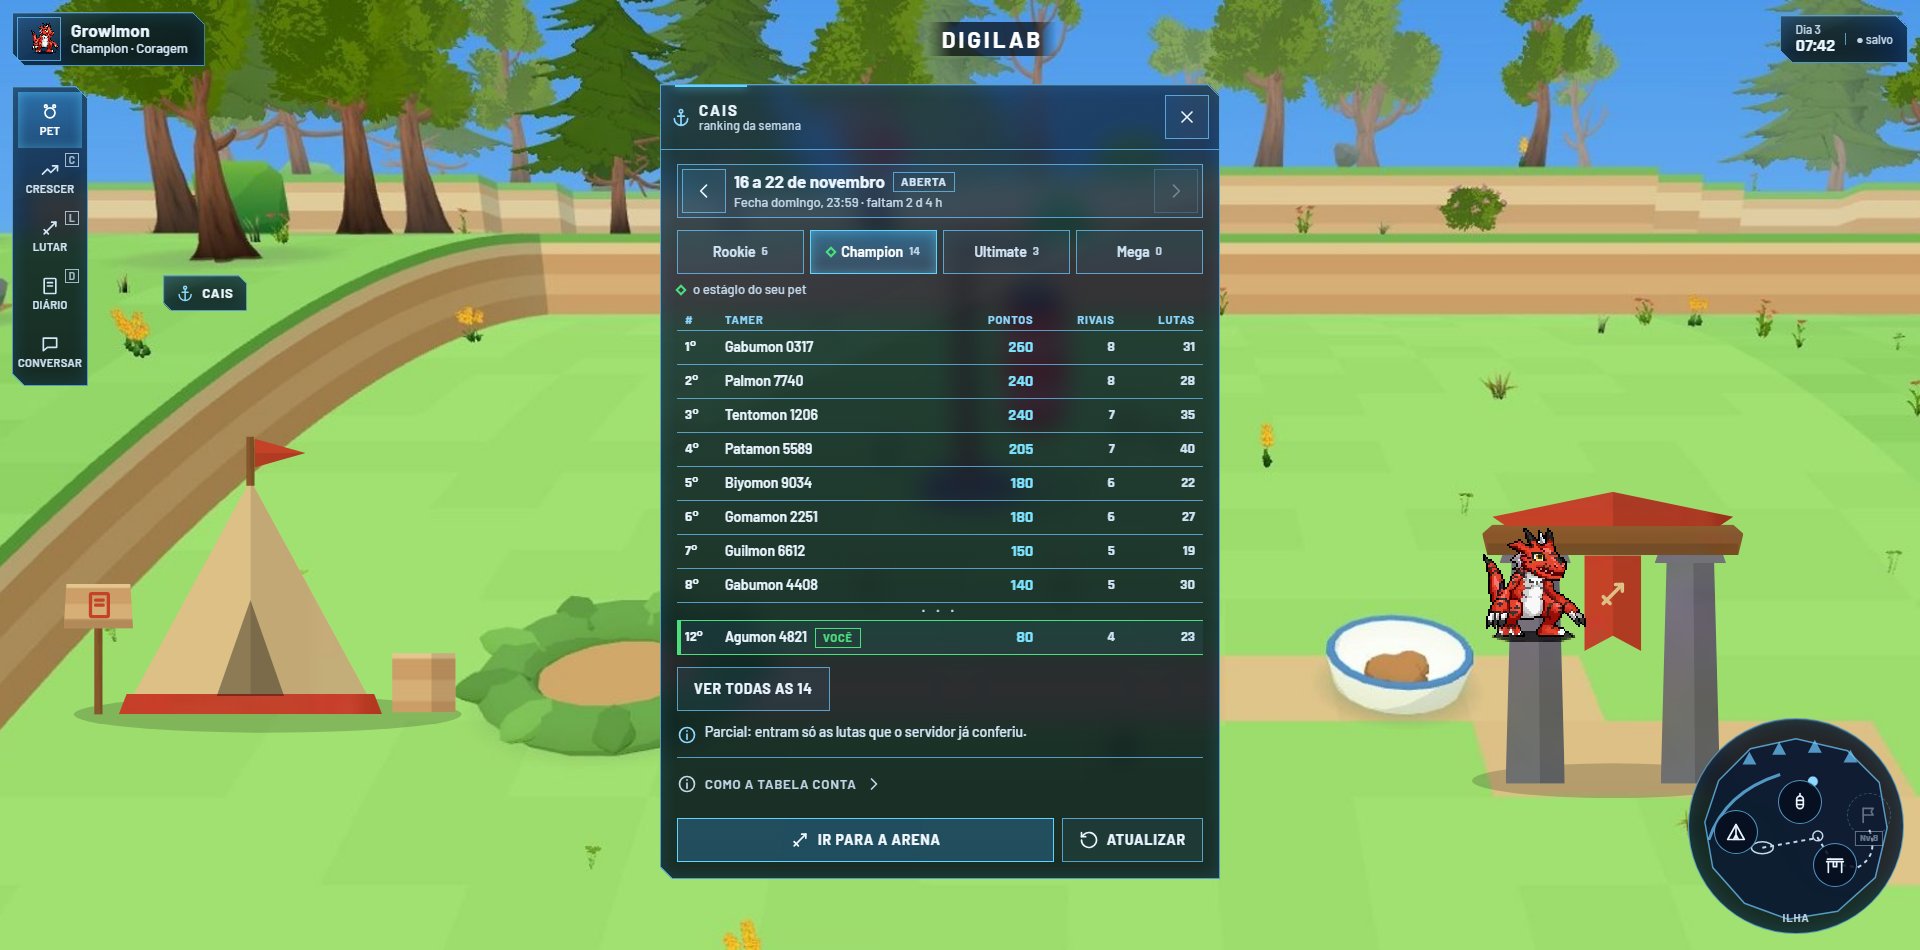 Growlmon
Champion · Coragem
DIGILAB
Dia 3
07:42
salvo
PET
C
CRESCER
L
LUTAR
D
DIÁRIO
CONVERSAR
CAIS
CAIS
ranking da semana
16 a 22 de novembro ABERTA
Fecha domingo, 23:59 · faltam 2 d 4 h
Rookie 6
Champion 14
Ultimate 3
Mega 0
o estágio do seu pet
# TAMER PONTOS RIVAIS LUTAS
1º Gabumon 0317 260 8 31
2º Palmon 7740 240 8 28
3º Tentomon 1206 240 7 35
4º Patamon 5589 205 7 40
5º Biyomon 9034 180 6 22
6º Gomamon 2251 180 6 27
7º Guilmon 6612 150 5 19
8º Gabumon 4408 140 5 30
· · ·
12º Agumon 4821 VOCÊ 80 4 23
VER TODAS AS 14
Parcial: entram só as lutas que o servidor já conferiu.
COMO A TABELA CONTA
IR PARA A ARENA
ATUALIZAR
ILHA